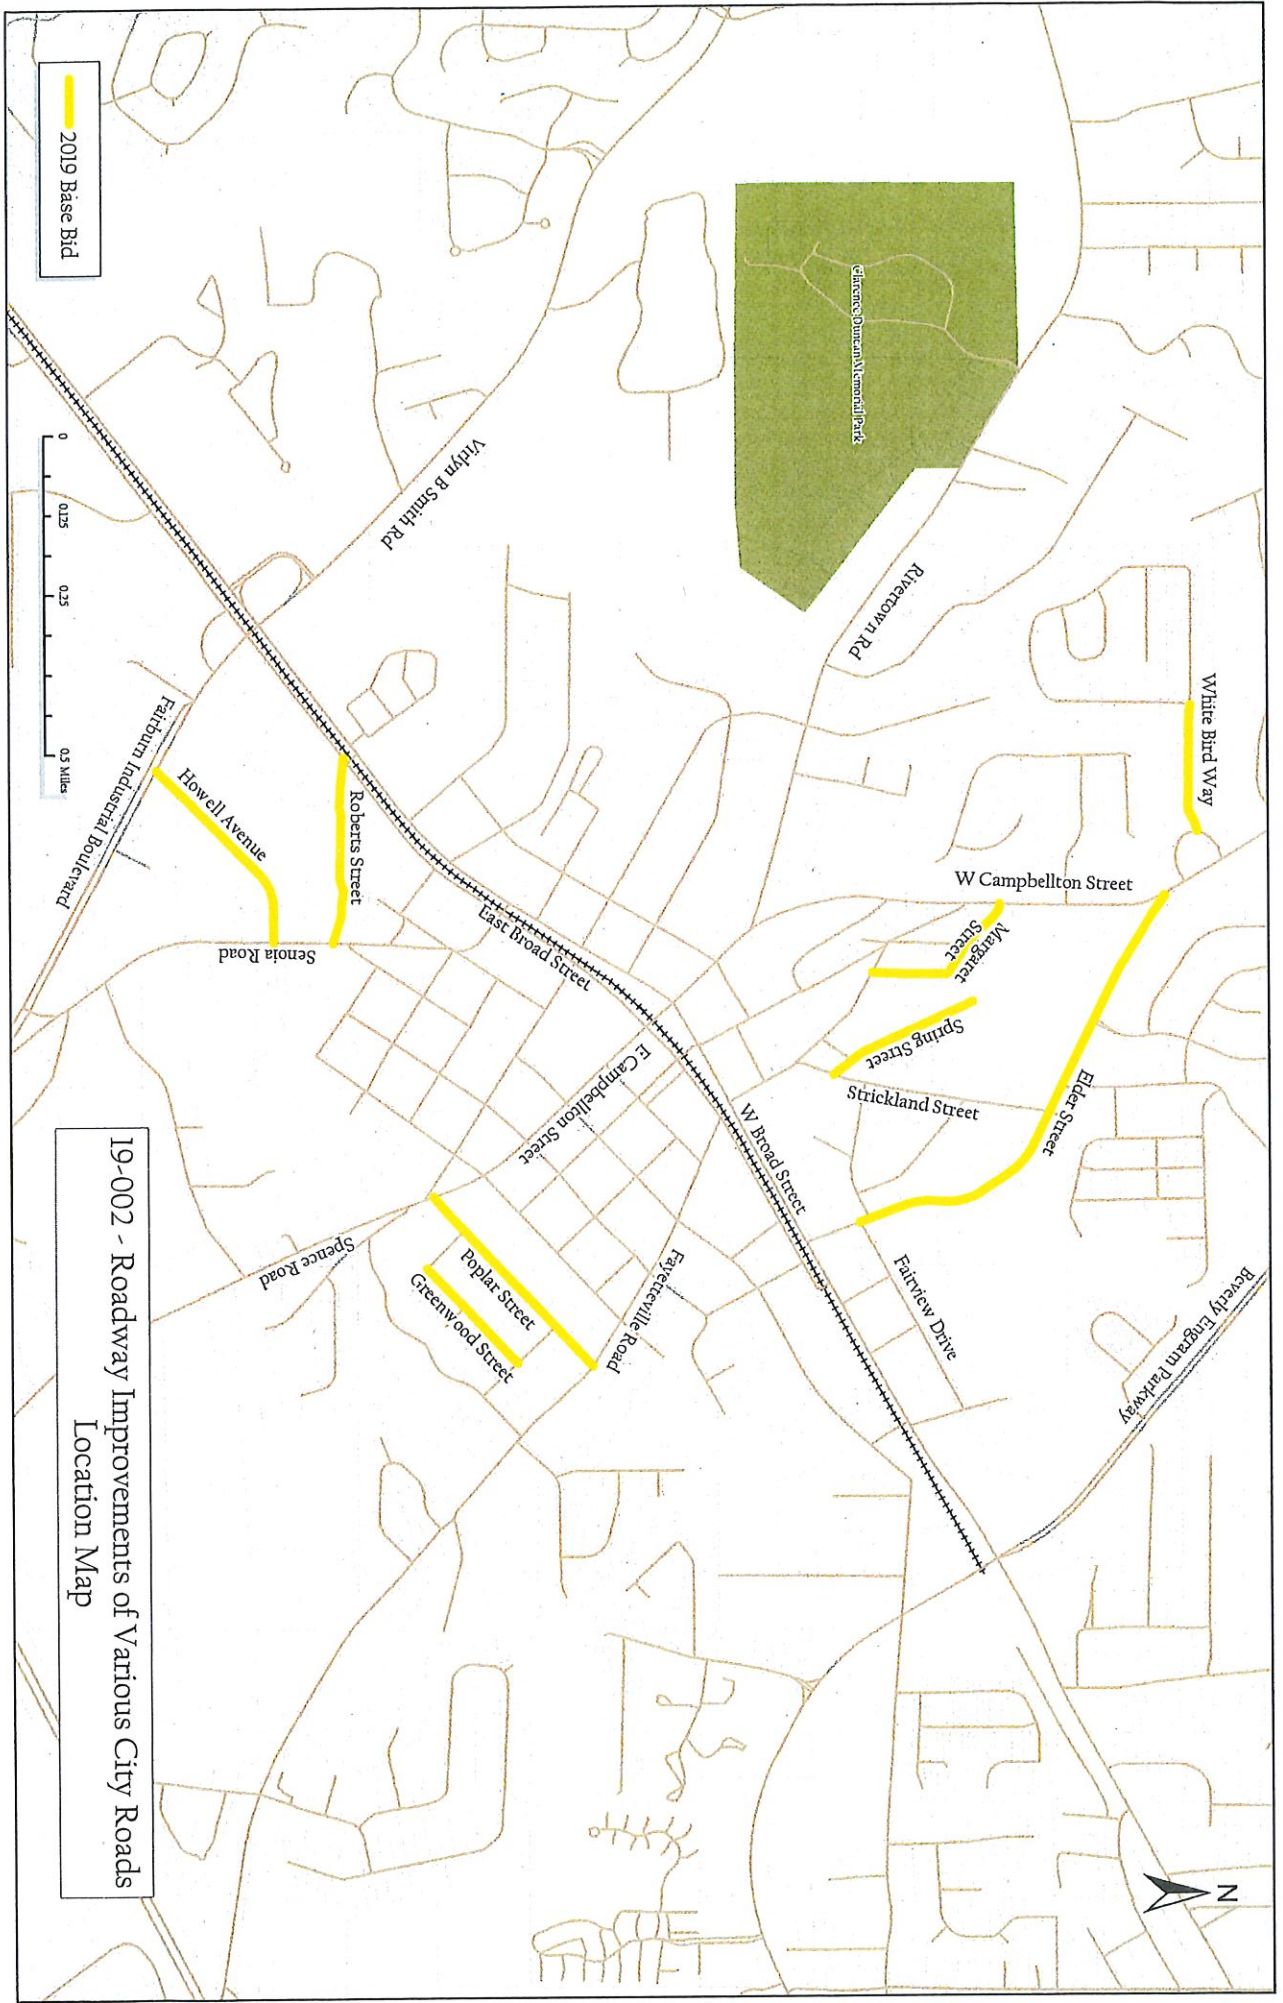 N
White Bird Way
W Campbellton Street
Margaret
Street
Spring Street
Strickland Street
Elder Street
Beverly Engram Parkway
Fairview Drive
Clarence Duncan Memorial Park
Rivertown Rd
W Broad Street
East Broad Street
E Campbellton Street
Fayetteville Road
Poplar Street
Greenwood Street
Spence Road
Virlyn B Smith Rd
Roberts Street
Howell Avenue
Senoia Road
Fairburn Industrial Boulevard
2019 Base Bid
0 0.125 0.25 0.5 Miles
19-002 - Roadway Improvements of Various City Roads
Location Map